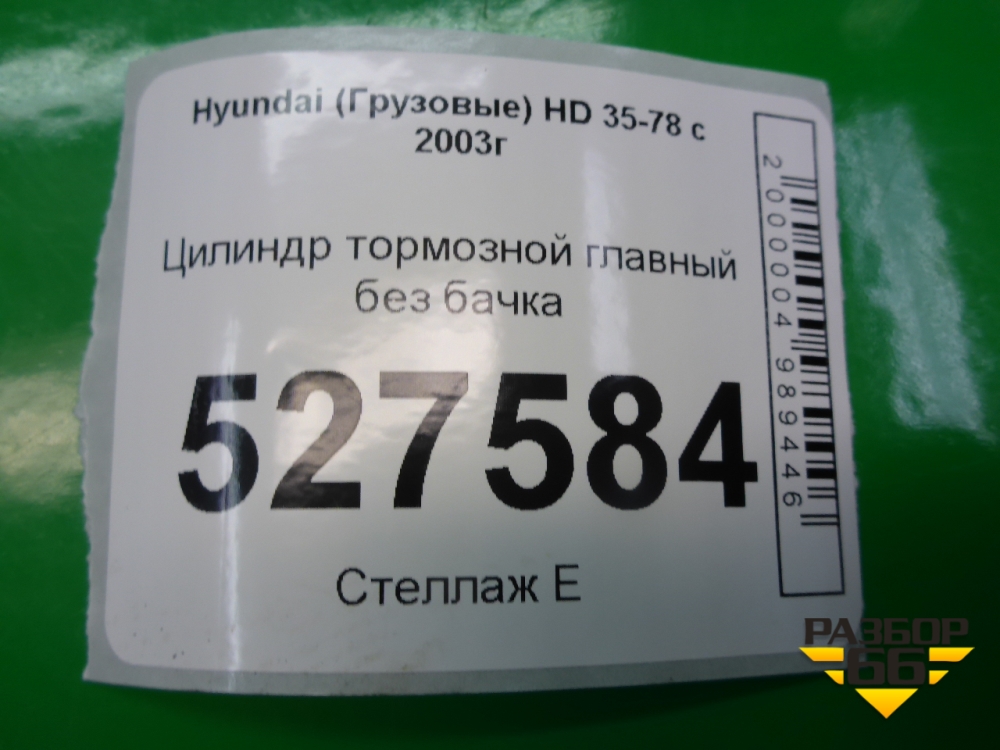 Hyundai (Грузовые) HD 35-78 с
2003г
Цилиндр тормозной главный
без бачка
527584
Стеллаж Е
2000004989446
РАЗБОР
66